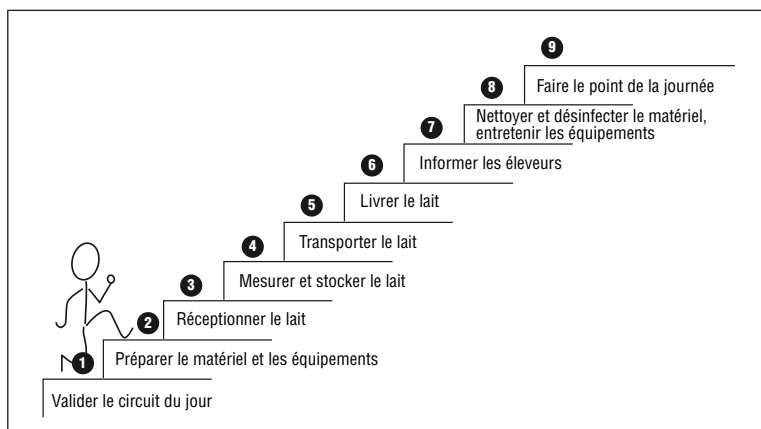 9
Faire le point de la journée
8
Nettoyer et désinfecter le matériel,
entretenir les équipements
7
Informer les éleveurs
6
Livrer le lait
5
Transporter le lait
4
Mesurer et stocker le lait
3
Réceptionner le lait
2
Préparer le matériel et les équipements
1
Valider le circuit du jour